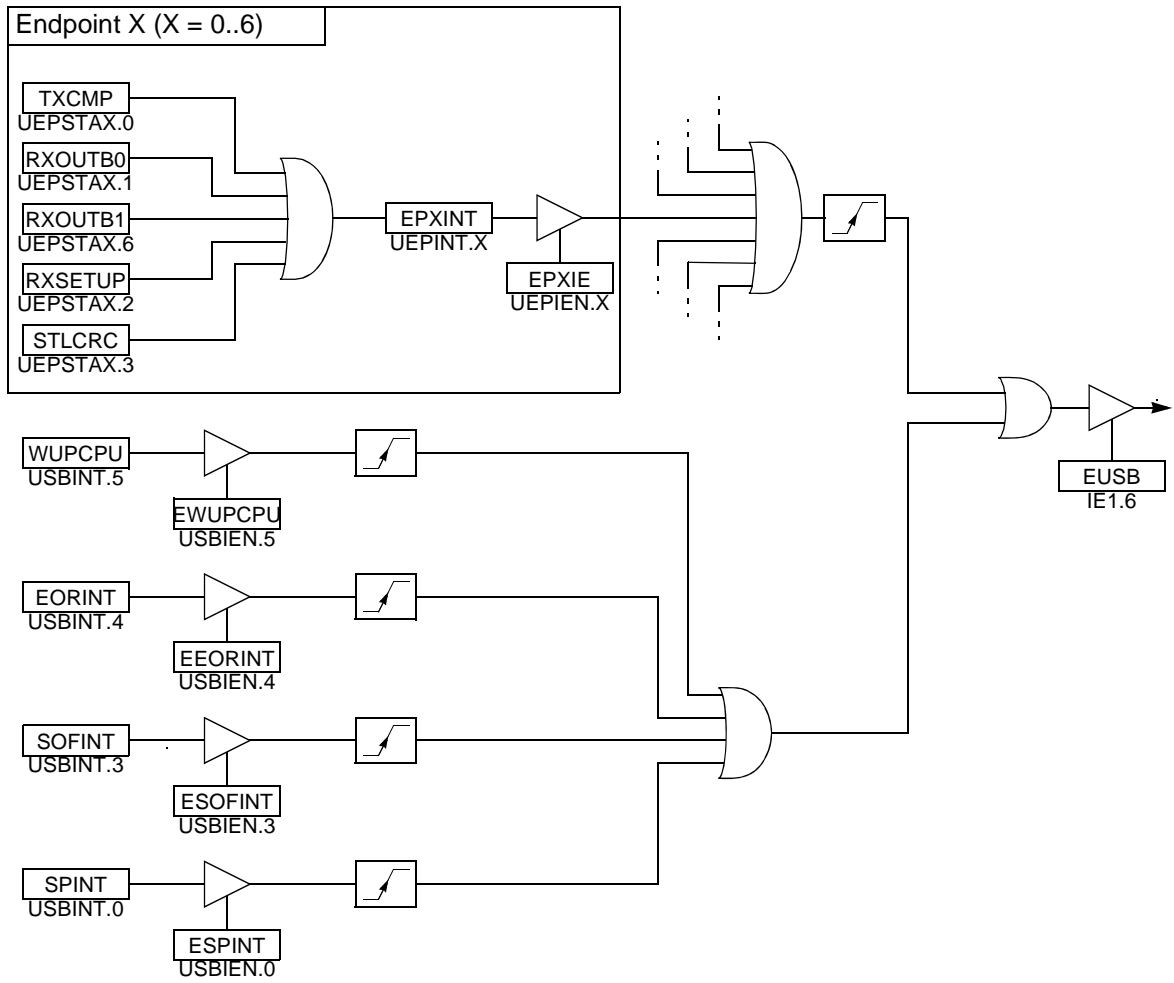 Endpoint X (X = 0..6)
TXCMP
UEPSTAX.0
RXOUTB0
UEPSTAX.1
RXOUTB1
UEPSTAX.6
RXSETUP
UEPSTAX.2
STLCRC
UEPSTAX.3
EPXINT
UEPINT.X
EPXIE
UEPIEN.X
WUPCPU
USBINT.5
EWUPCPU
USBIEN.5
EUSB
IE1.6
EORINT
USBINT.4
EEORINT
USBIEN.4
SOFINT
USBINT.3
ESOFINT
USBIEN.3
SPINT
USBINT.0
ESPINT
USBIEN.0